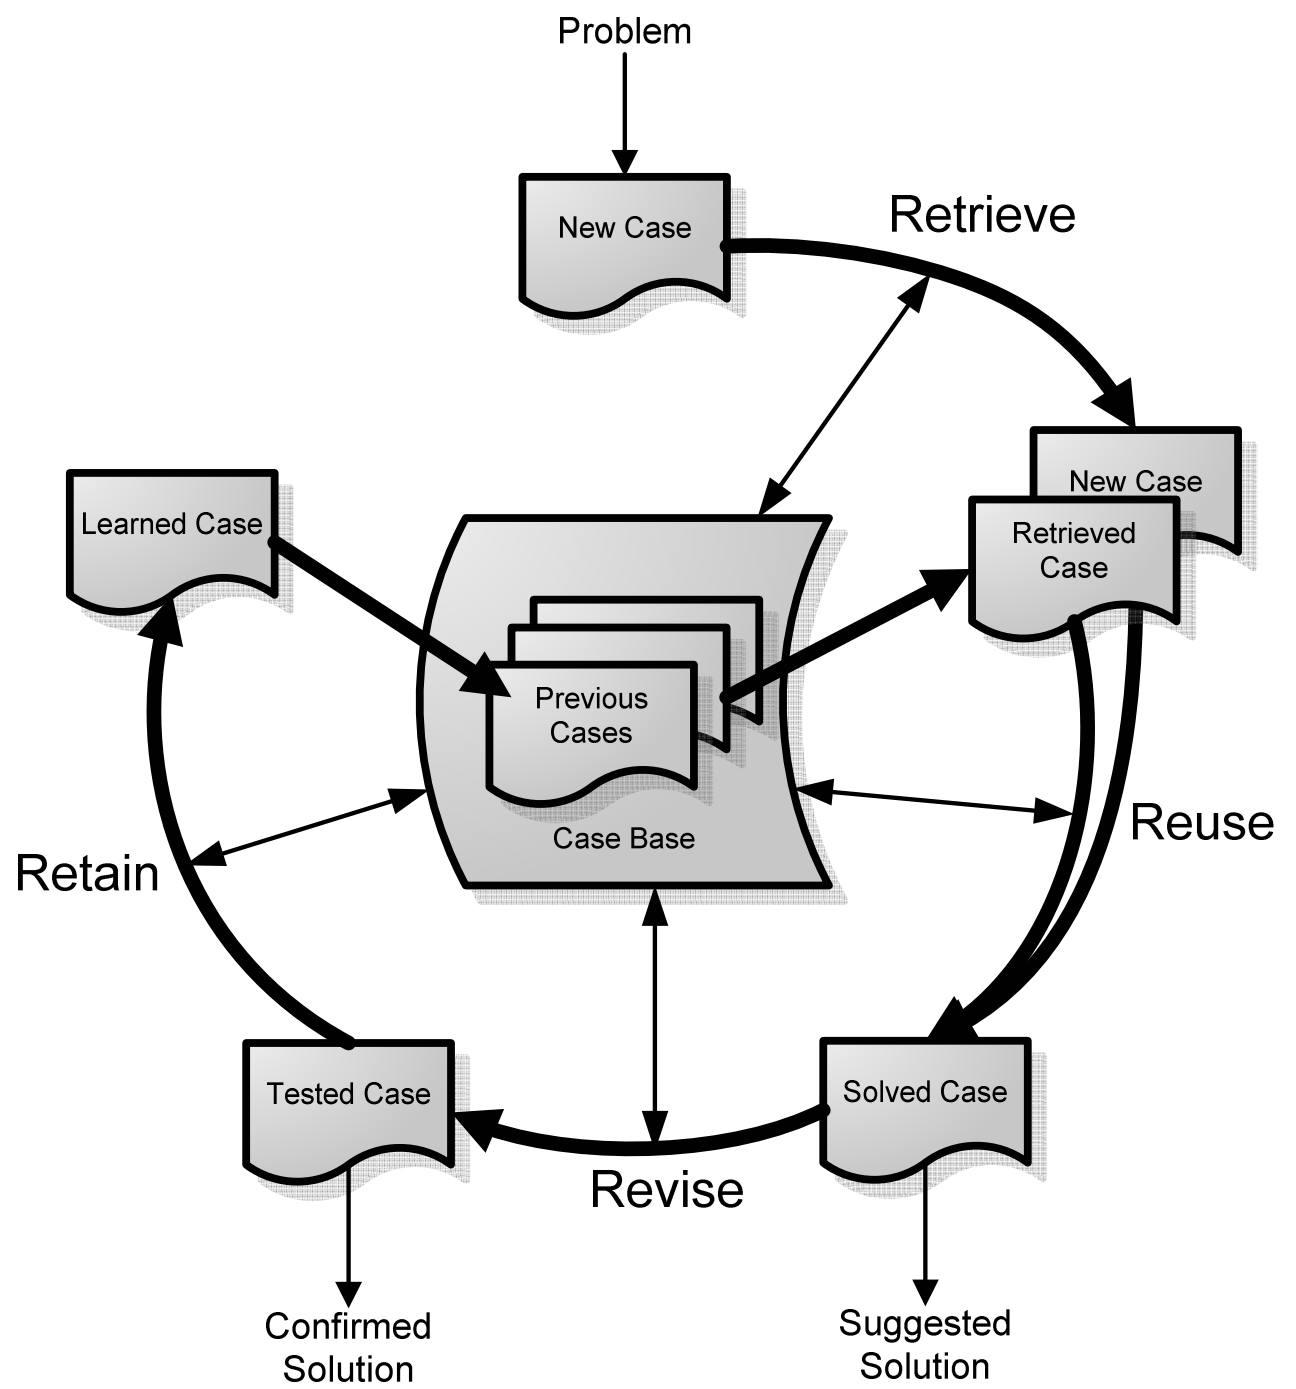 Problem
New Case
Retrieve
New Case
Learned Case
Retrieved
Case
Previous
Cases
Case Base
Reuse
Retain
Tested Case
Solved Case
Revise
Confirmed
Solution
Suggested
Solution